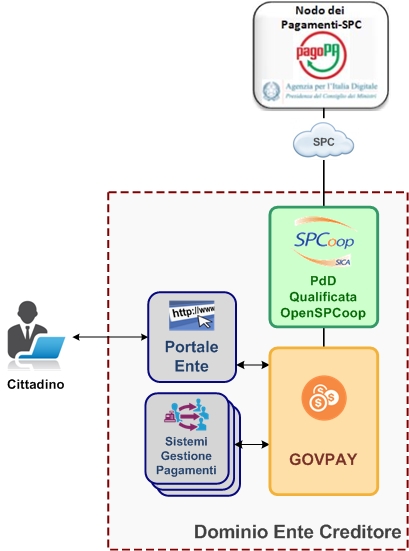 Nodo dei
Pagamenti-SPC
pagoPA
Agenzia per l'Italia Digitale
Presidenza del Consiglio dei Ministri
SPC
SPCoop
SICA
PdD
Qualificata
OpenSPCoop
http://www
Portale
Ente
Cittadino
Sistemi
Gestione
Pagamenti
GOVPAY
Dominio Ente Creditore